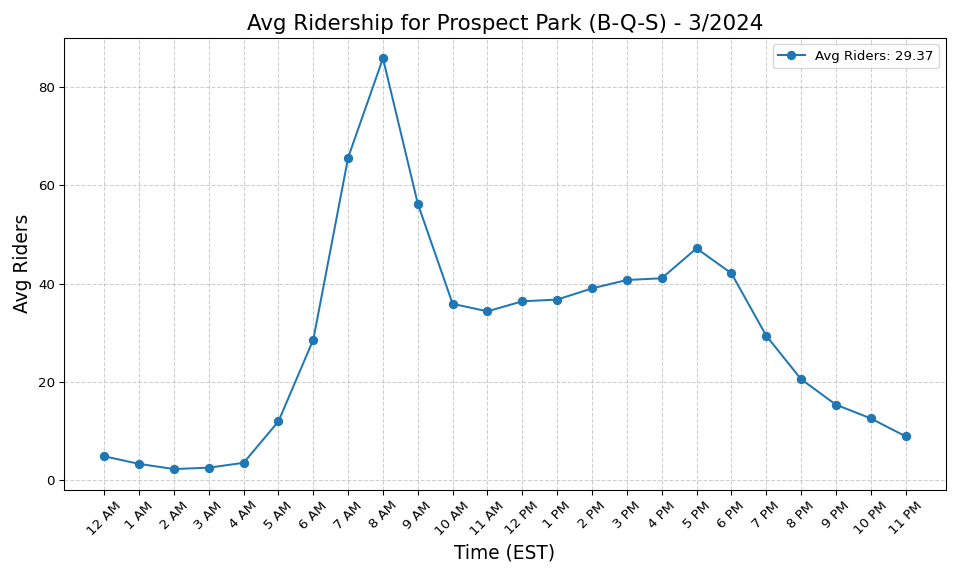 Avg Ridership for Prospect Park (B-Q-S) - 3/2024
Avg Riders: 29.37
Avg Riders
80
60
40
20
0
12 AM
1 AM
2 AM
3 AM
4 AM
5 AM
6 AM
7 AM
8 AM
9 AM
10 AM
11 AM
12 PM
1 PM
2 PM
3 PM
4 PM
5 PM
6 PM
7 PM
8 PM
9 PM
10 PM
11 PM
Time (EST)